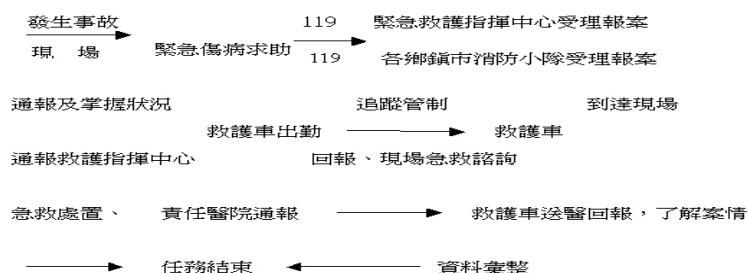 發生事故 119 緊急救護指揮中心受理報案
現 場 緊急傷病求助 119 各鄉鎮市消防小隊受理報案
通報及掌握狀況 追蹤管制 到達現場
救護車出勤 救護車
通報救護指揮中心 回報、現場急救諮詢
急救處置、 責任醫院通報 救護車送醫回報，了解案情
任務結束 資料彙整